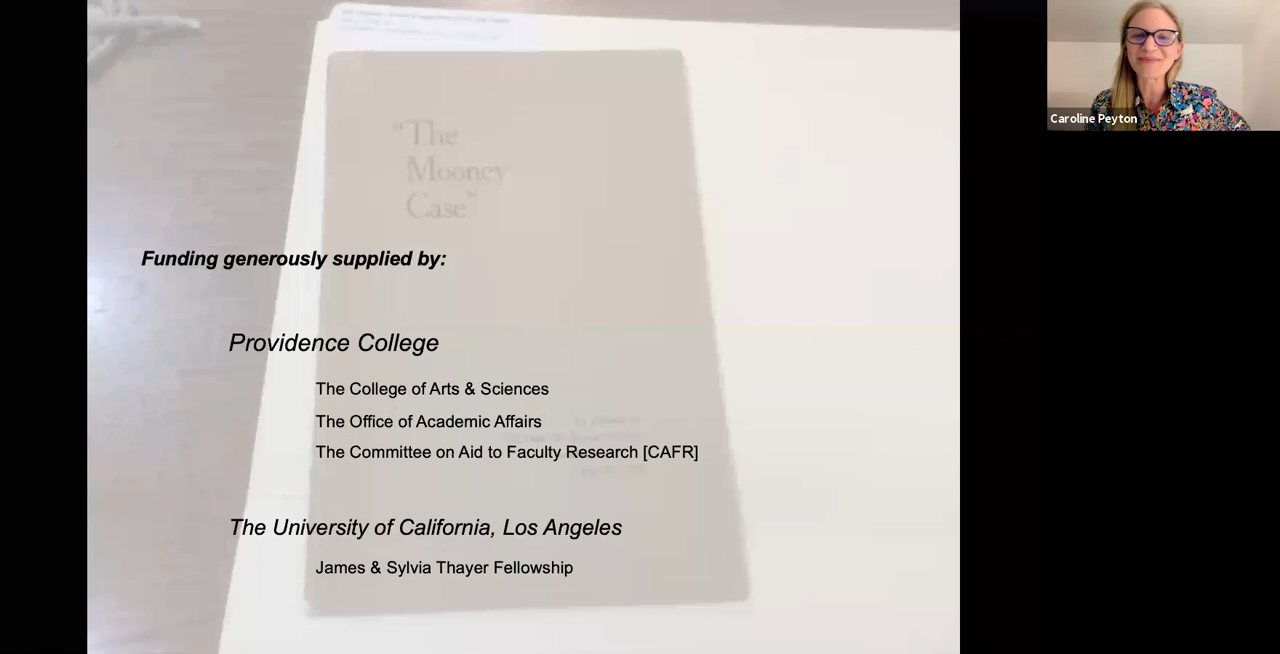 "The
Mooney
Case"
Funding generously supplied by:
Providence College
The College of Arts & Sciences
The Office of Academic Affairs
The Committee on Aid to Faculty Research [CAFR]
The University of California, Los Angeles
James & Sylvia Thayer Fellowship
Caroline Peyton